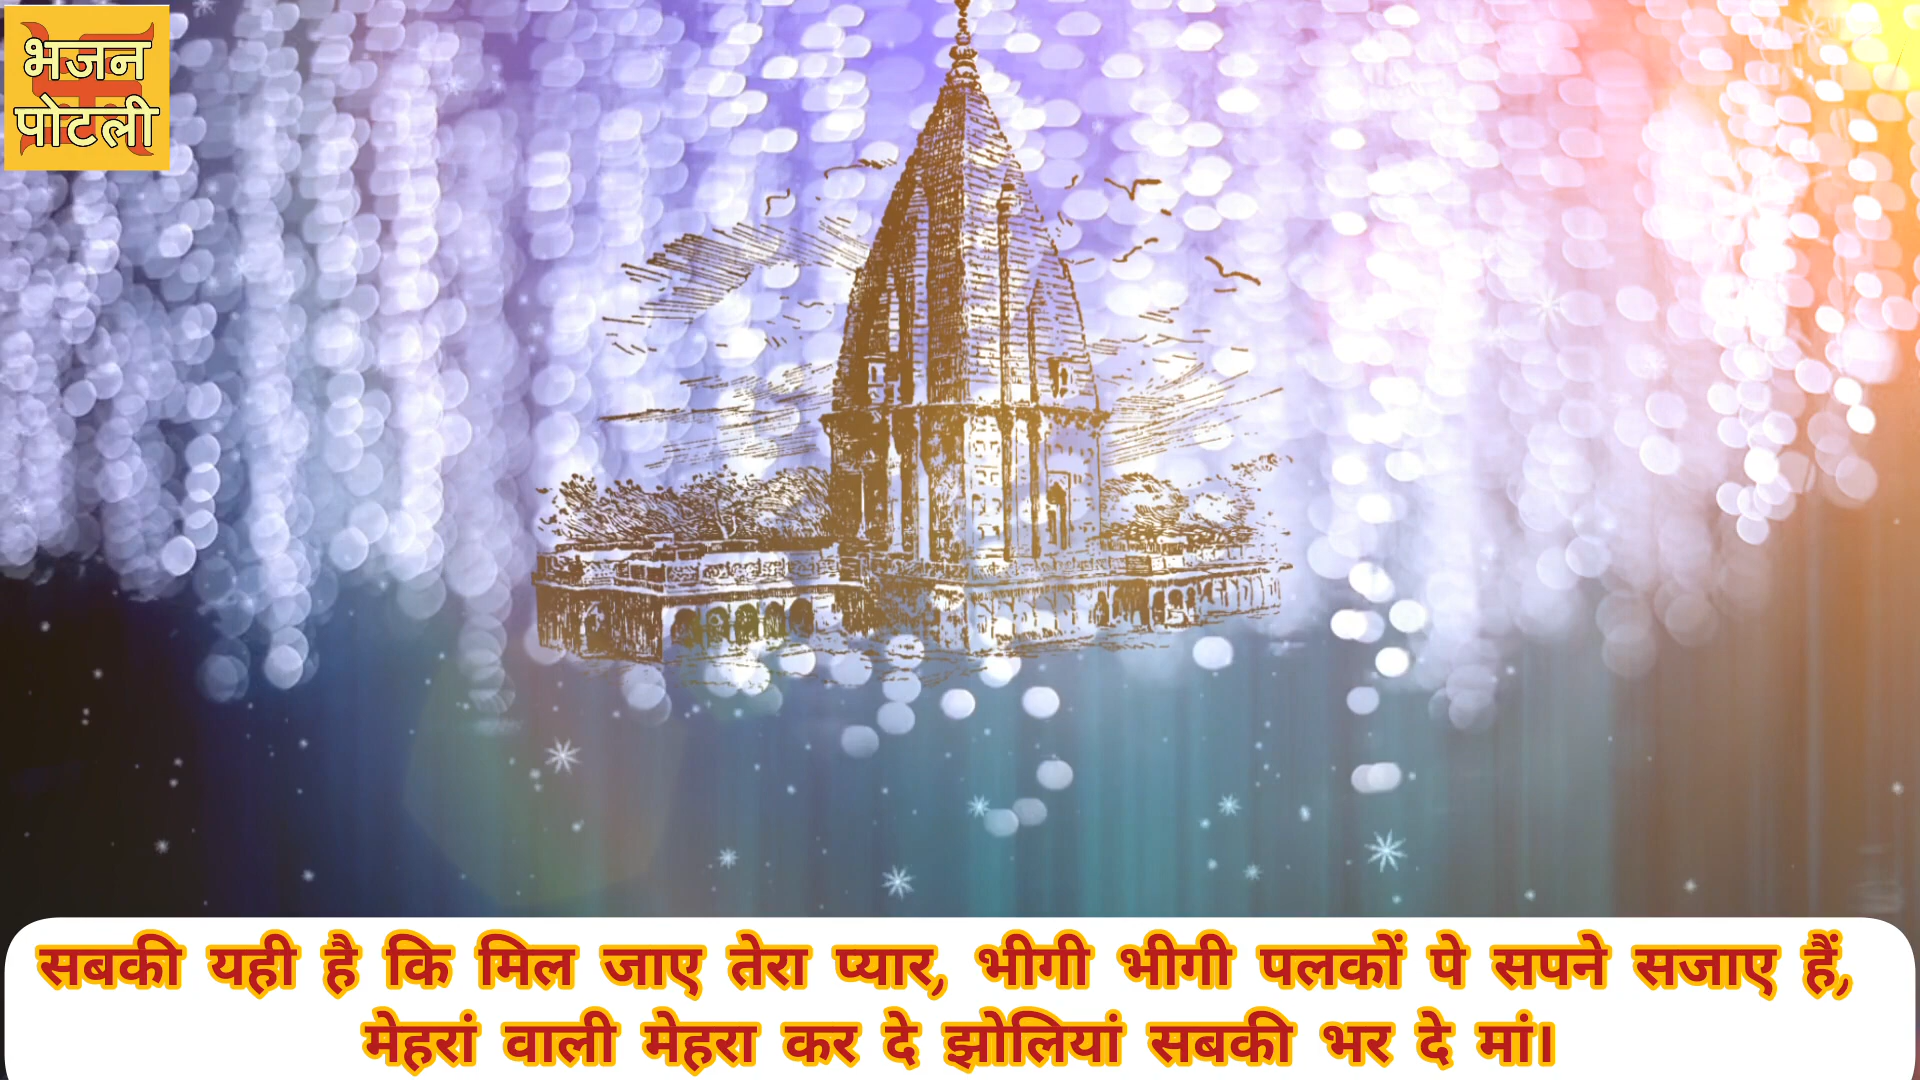 भजन
पोटली
सबकी यही है कि मिल जाए तेरा प्यार, भीगी भीगी पलकों पे सपने सजाए हैं,
मेहरां वाली मेहरा कर दे झोलियां सबकी भर दे मां।